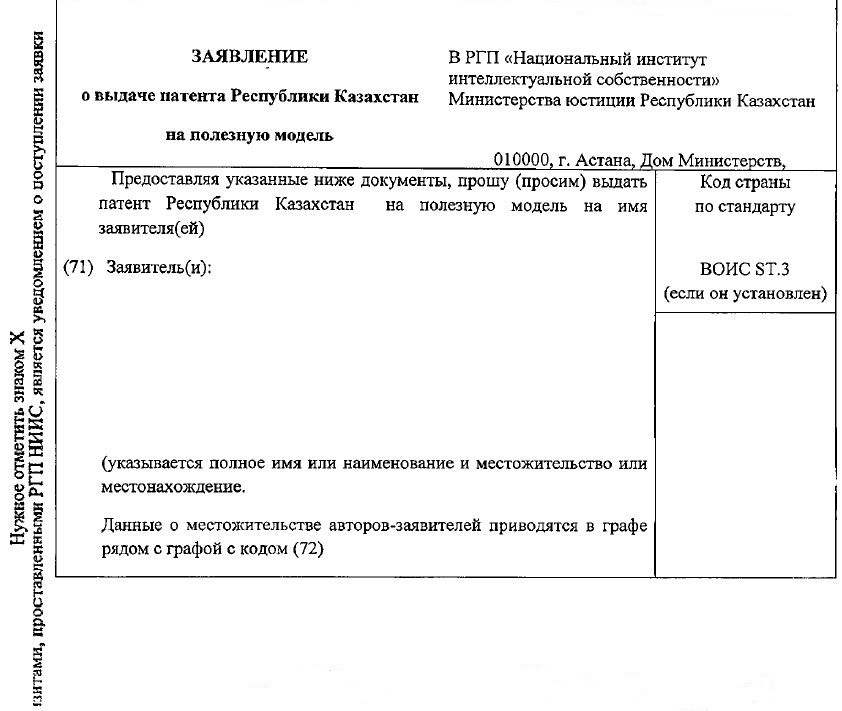 ЗАЯВЛЕНИЕ
о выдаче патента Республики Казахстан
на полезную модель
В РГП «Национальный институт
интеллектуальной собственности»
Министерства юстиции Республики Казахстан
010000, г. Астана, Дом Министерств,
Предоставляя указанные ниже документы, прошу (просим) выдать
патент Республики Казахстан на полезную модель на имя
заявителя(ей)
(71) Заявитель(и):
(указывается полное имя или наименование и местожительство или
местонахождение.
Данные о местожительстве авторов-заявителей приводятся в графе
рядом с графой с кодом (72)
Код страны
по стандарту
ВОИС ST.3
(если он установлен)
Нужное отметить знаком X
проставленными РГП НИИС, является уведомлением о поступлении заявки